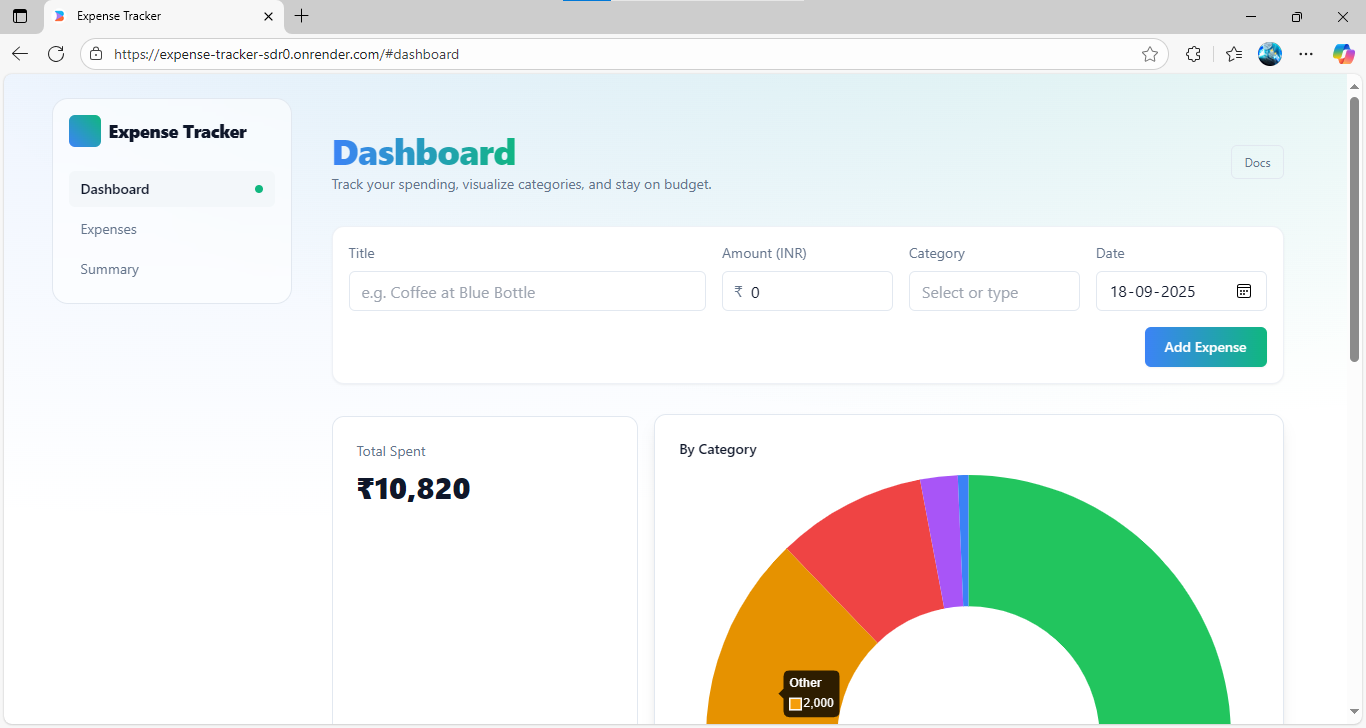 Expense Tracker
https://expense-tracker-sdr0.onrender.com/#dashboard
Expense Tracker
Dashboard
Expenses
Summary
Dashboard
Track your spending, visualize categories, and stay on budget.
Docs
Title Amount (INR) Category Date
e.g. Coffee at Blue Bottle ₹ 0 Select or type 18-09-2025
Add Expense
Total Spent
₹10,820
By Category
Other
2,000